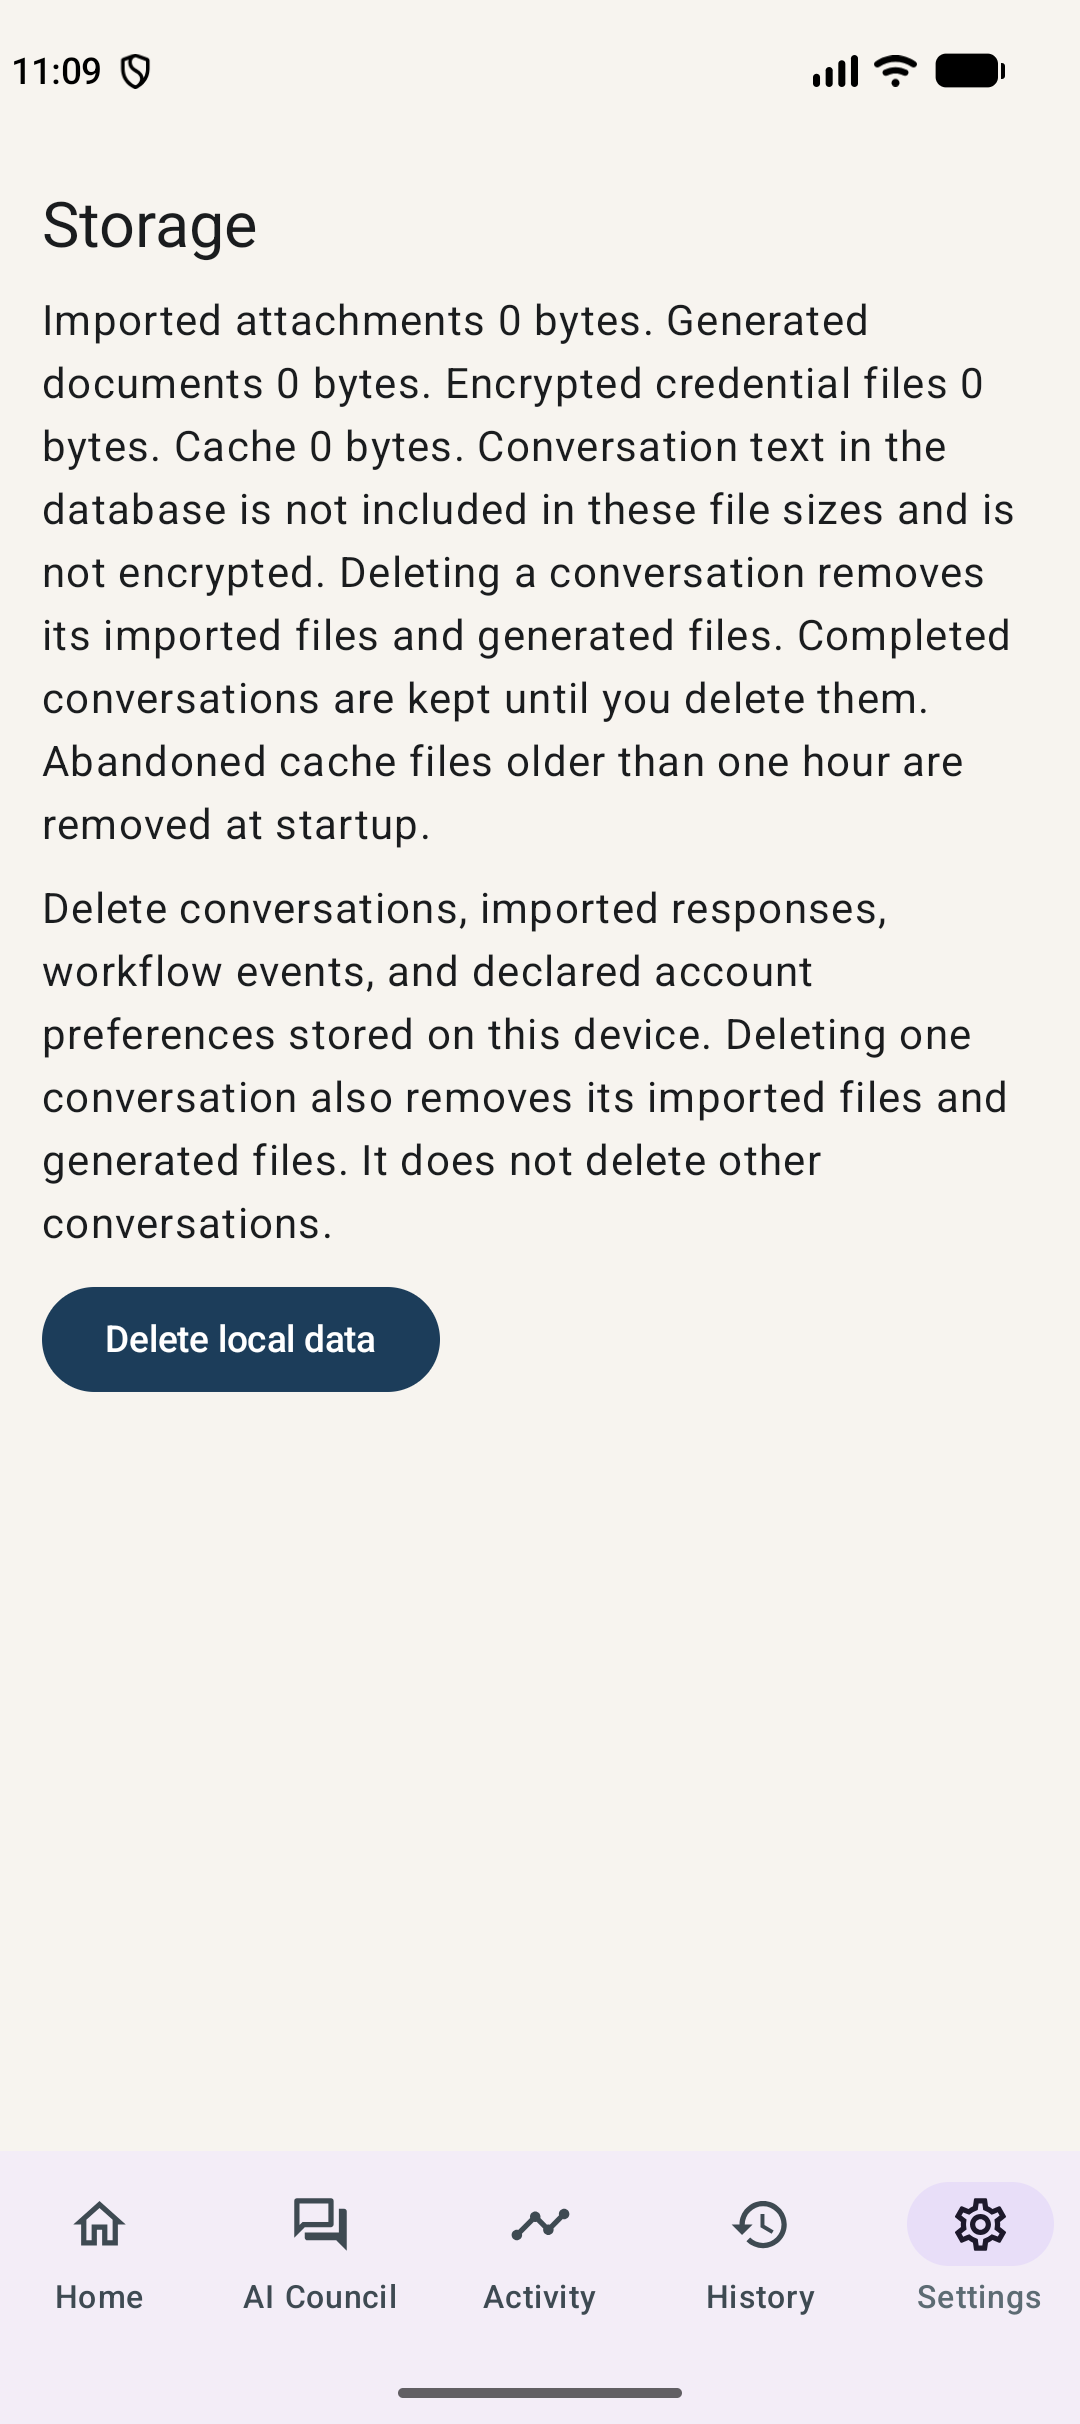 11:09
Storage
Imported attachments 0 bytes. Generated
documents 0 bytes. Encrypted credential files 0
bytes. Cache 0 bytes. Conversation text in the
database is not included in these file sizes and is
not encrypted. Deleting a conversation removes
its imported files and generated files. Completed
conversations are kept until you delete them.
Abandoned cache files older than one hour are
removed at startup.
Delete conversations, imported responses,
workflow events, and declared account
preferences stored on this device. Deleting one
conversation also removes its imported files and
generated files. It does not delete other
conversations.
Delete local data
Home
AI Council
Activity
History
Settings